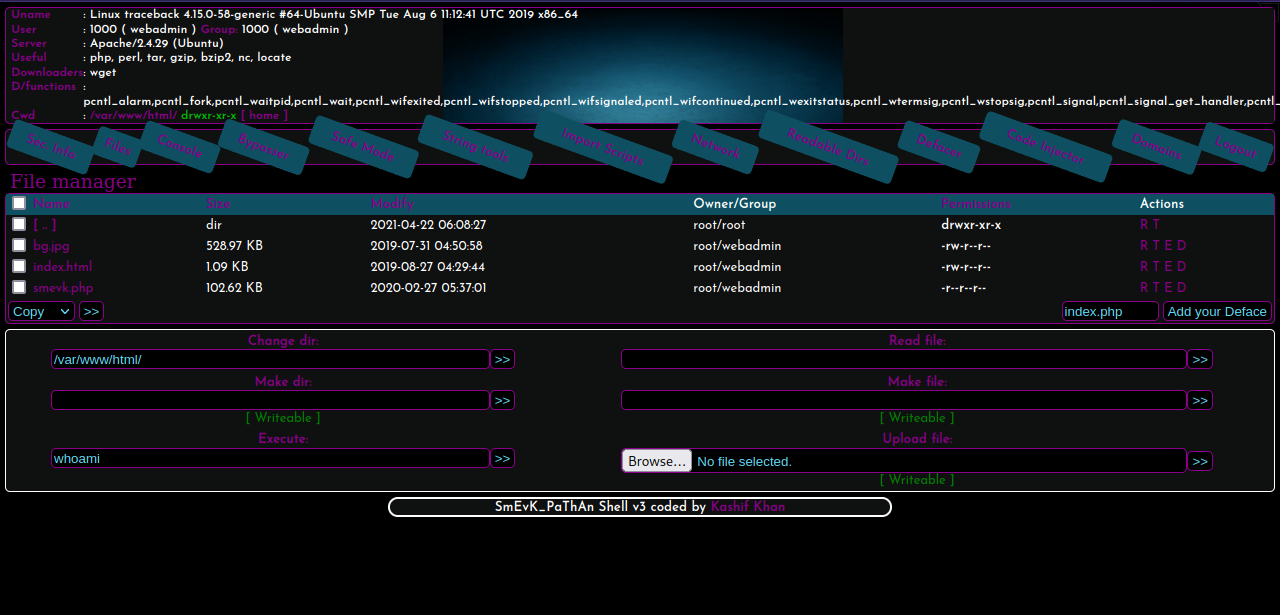 Uname : Linux traceback 4.15.0-58-generic #64-Ubuntu SMP Tue Aug 6 11:12:41 UTC 2019 x86_64
User : 1000 ( webadmin ) Group: 1000 ( webadmin )
Server : Apache/2.4.29 (Ubuntu)
Useful : php, perl, tar, gzip, bzip2, nc, locate
Downloaders : wget
D/functions :
pcntl_alarm,pcntl_fork,pcntl_waitpid,pcntl_wait,pcntl_wifexited,pcntl_wifstopped,pcntl_wifsignaled,pcntl_wifcontinued,pcntl_wexitstatus,pcntl_wtermsig,pcntl_wstopsig,pcntl_signal,pcntl_signal_get_handler,pcntl_
Cwd : /var/www/html/ drwxr-xr-x [ home ]
Sec. Info Files Console Bypasser Safe Mode String tools Import Scripts Network Readable Dirs Defacer Code Injector Domains Logout
File manager
Name Size Modify Owner/Group Permissions Actions
[ .. ] dir 2021-04-22 06:08:27 root/root drwxr-xr-x R T
bg.jpg 528.97 KB 2019-07-31 04:50:58 root/webadmin -rw-r--r-- R T E D
index.html 1.09 KB 2019-08-27 04:29:44 root/webadmin -rw-r--r-- R T E D
smevk.php 102.62 KB 2020-02-27 05:37:01 root/webadmin -r--r--r-- R T E D
Copy >> index.php Add your Deface
Change dir: Read file:
/var/www/html/ >> >>
Make dir: Make file:
>> >>
[ Writeable ] [ Writeable ]
Execute: Upload file:
whoami >> Browse... No file selected. >>
[ Writeable ]
SmEvK_PaThAn Shell v3 coded by Kashif Khan